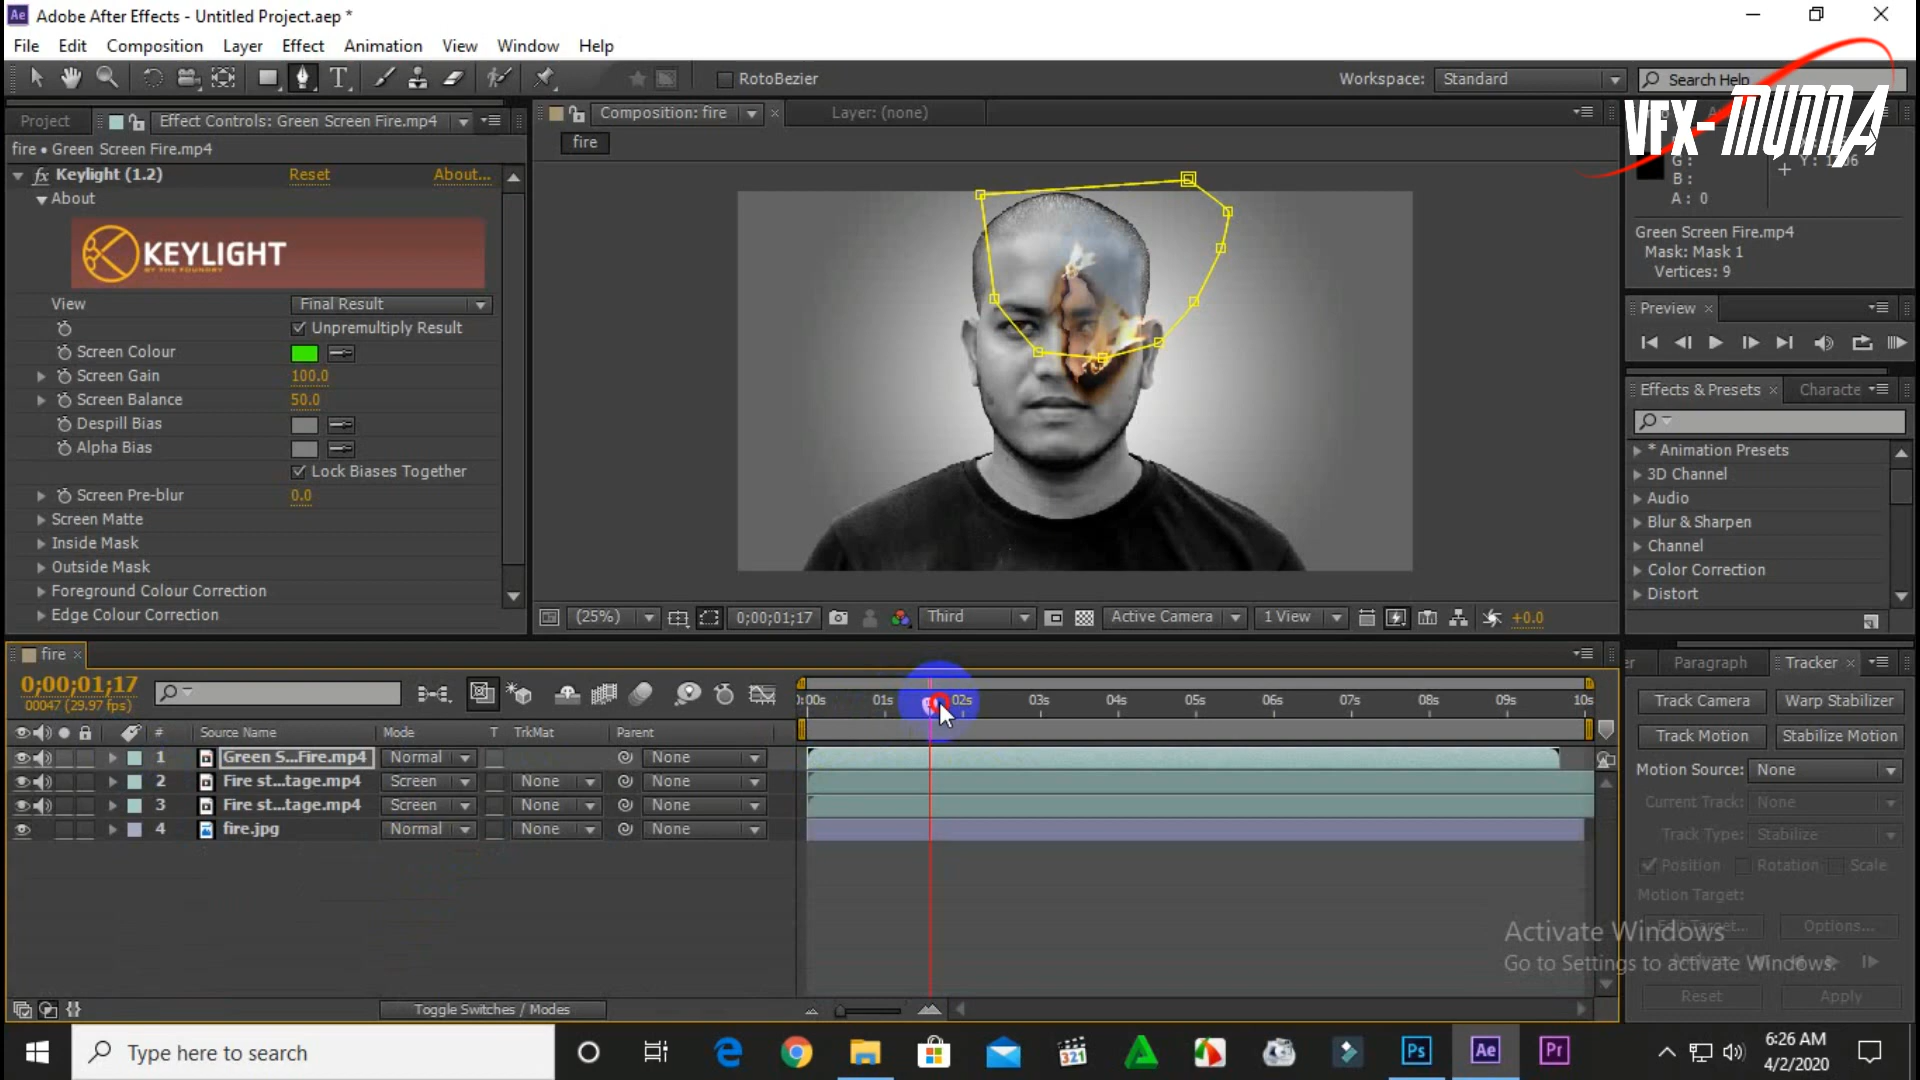 Adobe After Effects - Untitled Project.aep *
File Edit Composition Layer Effect Animation View Window Help
RotoBezier
Workspace: Standard
Search Help
VFX-MUNNA
Project
Effect Controls: Green Screen Fire.mp4
fire • Green Screen Fire.mp4
Keylight (1.2) Reset About...
About
KEYLIGHT
BY THE FOUNDRY
View Final Result
Unpremultiply Result
Screen Colour
Screen Gain 100.0
Screen Balance 50.0
Despill Bias
Alpha Bias
Lock Biases Together
Screen Pre-blur 0.0
Screen Matte
Inside Mask
Outside Mask
Foreground Colour Correction
Edge Colour Correction
Composition: fire
Layer: (none)
fire
(25%) 0;00;01;17 Third Active Camera 1 View +0.0
G:
B:
A: 0
Green Screen Fire.mp4
Mask: Mask 1
Vertices: 9
Preview
Effects & Presets Characte
* Animation Presets
3D Channel
Audio
Blur & Sharpen
Channel
Color Correction
Distort
fire
0;00;01;17
00047 (29.97 fps)
:00s 01s 02s 03s 04s 05s 06s 07s 08s 09s 10s
# Source Name Mode T TrkMat Parent
1 Green S...Fire.mp4 Normal None
2 Fire st...tage.mp4 Screen None None
3 Fire st...tage.mp4 Screen None None
4 fire.jpg Normal None None
Toggle Switches / Modes
er Paragraph Tracker
Track Camera Warp Stabilizer
Track Motion Stabilize Motion
Motion Source: None
Current Track: None
Track Type: Stabilize
Position Rotation Scale
Motion Target:
Edit Target... Options...
Reset Apply
Activate Windows
Go to Settings to activate Windows.
Type here to search
321
Ps Ae Pr
6:26 AM
4/2/2020